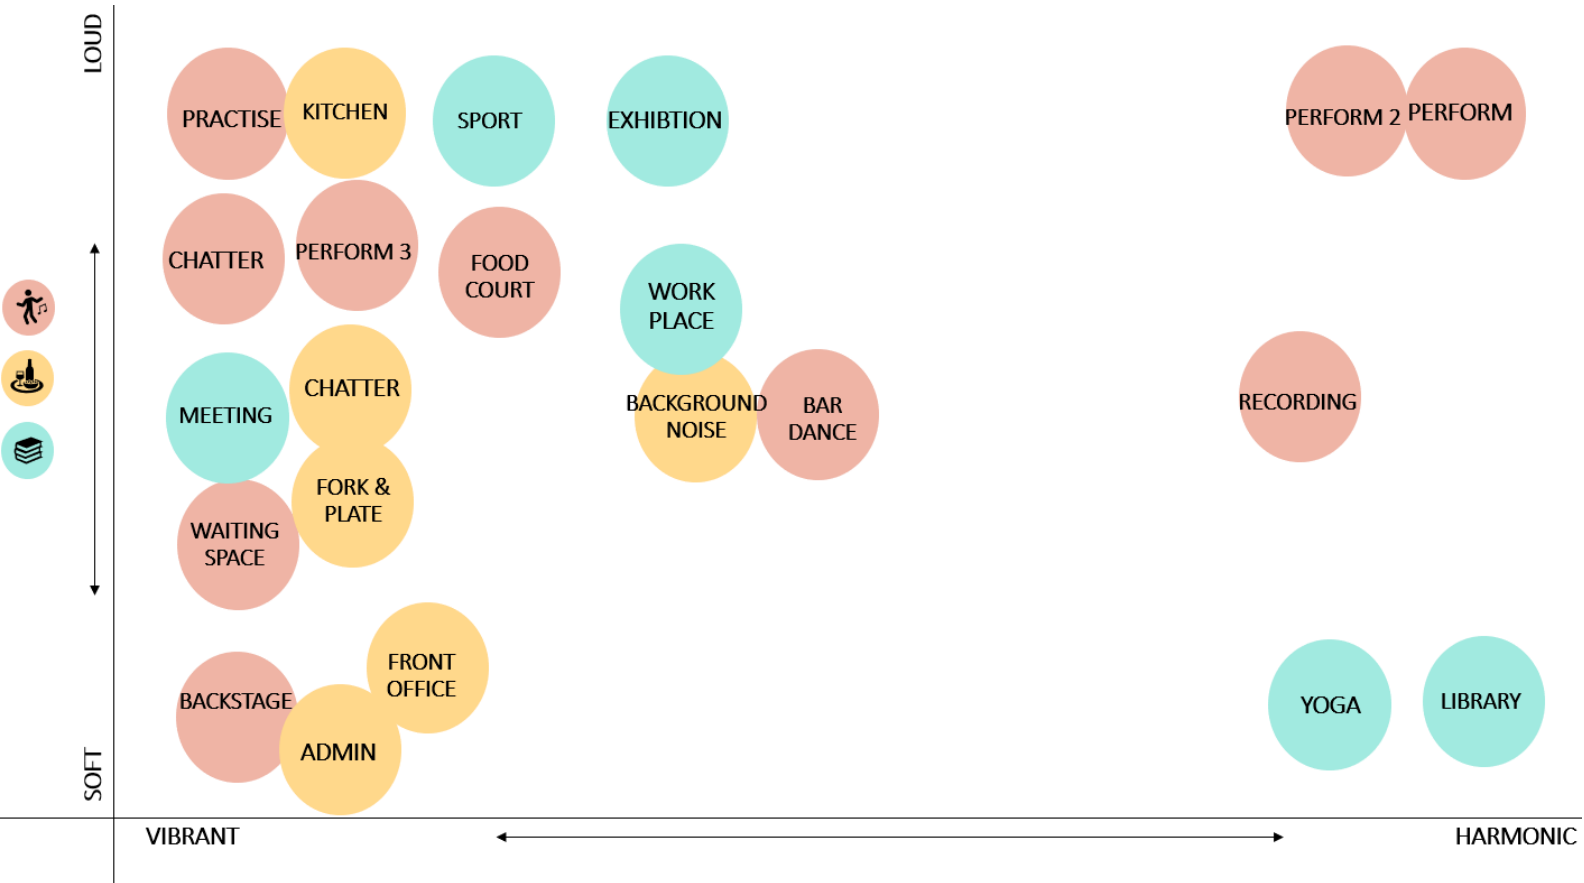 LOUD
PRACTISE
KITCHEN
SPORT
EXHIBTION
PERFORM 2
PERFORM
CHATTER
PERFORM 3
FOOD
COURT
WORK
PLACE
MEETING
CHATTER
BACKGROUND
NOISE
BAR
DANCE
RECORDING
FORK &
PLATE
WAITING
SPACE
FRONT
OFFICE
BACKSTAGE
ADMIN
YOGA
LIBRARY
SOFT
VIBRANT
HARMONIC